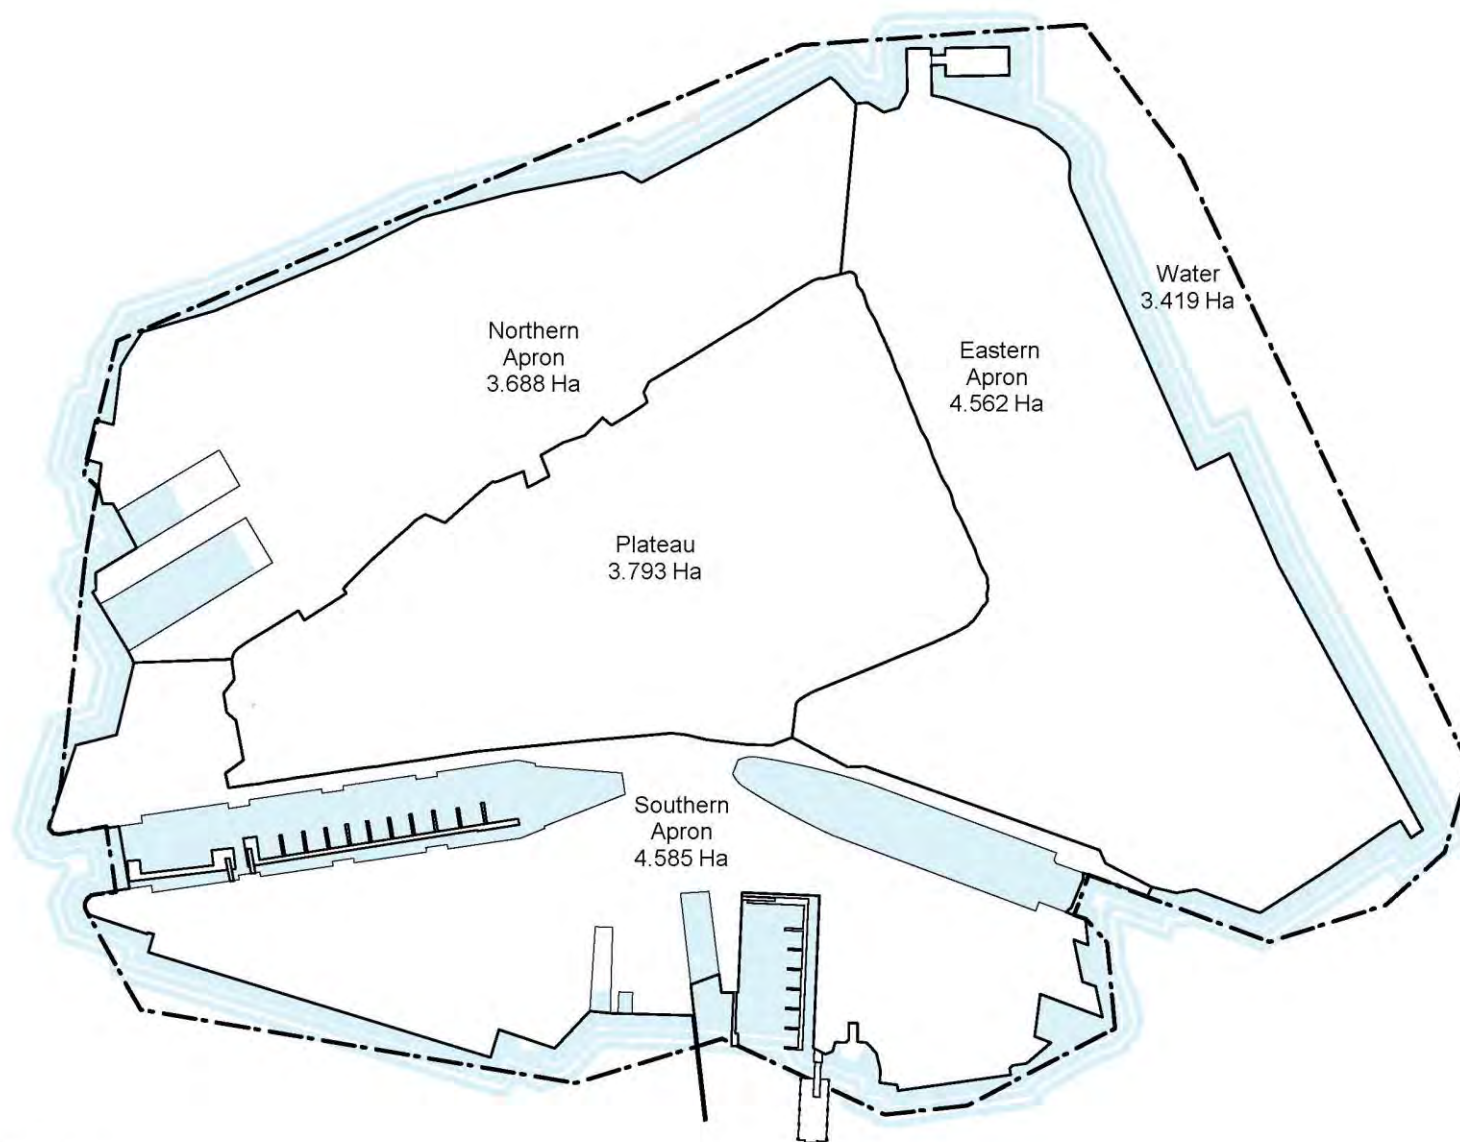 Water
3.419 Ha
Northern
Apron
3.688 Ha
Eastern
Apron
4.562 Ha
Plateau
3.793 Ha
Southern
Apron
4.585 Ha